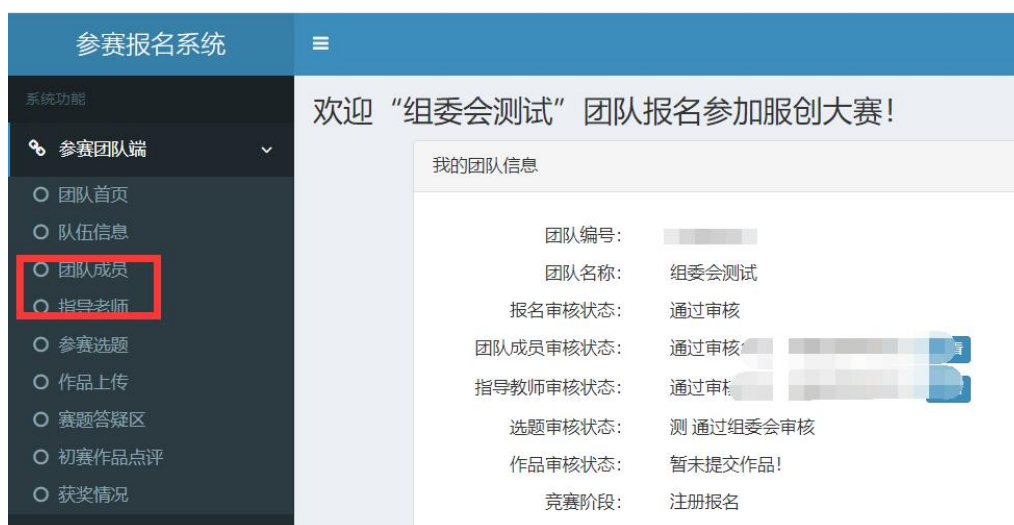 参赛报名系统
系统功能
参赛团队端
团队首页
队伍信息
团队成员
指导老师
参赛选题
作品上传
赛题答疑区
初赛作品点评
获奖情况
欢迎“组委会测试”团队报名参加服创大赛！
我的团队信息
团队编号：
团队名称： 组委会测试
报名审核状态： 通过审核
团队成员审核状态： 通过审核
指导教师审核状态： 通过审核
选题审核状态： 测 通过组委会审核
作品审核状态： 暂未提交作品！
竞赛阶段： 注册报名